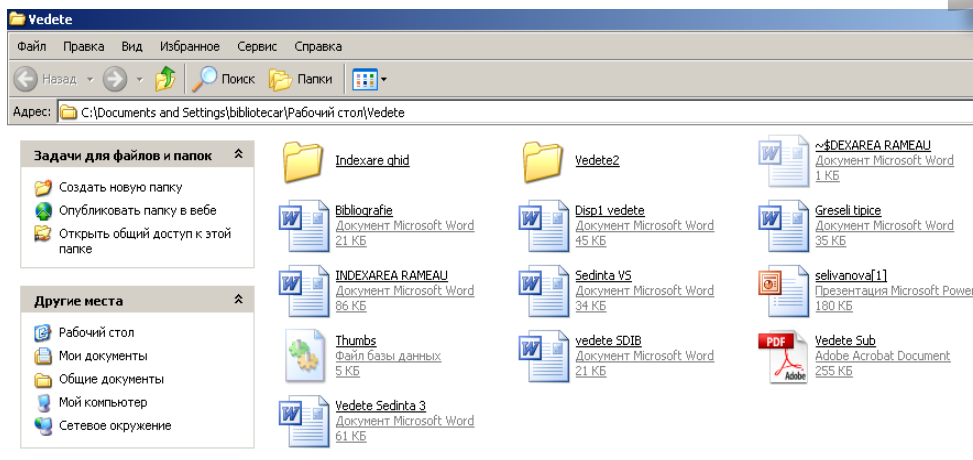 Vedete
Файл Правка Вид Избранное Сервис Справка
Назад Поиск Папки
Адрес: C:\Documents and Settings\bibliotecar\Рабочий стол\Vedete
Задачи для файлов и папок
Создать новую папку
Опубликовать папку в вебе
Открыть общий доступ к этой
папке
Другие места
Рабочий стол
Мои документы
Общие документы
Мой компьютер
Сетевое окружение
Indexare ghid
Vedete2
~$DEXAREA RAMEAU
Документ Microsoft Word
1 КБ
Bibliografie
Документ Microsoft Word
21 КБ
Disp1 vedete
Документ Microsoft Word
45 КБ
Greseli tipice
Документ Microsoft Word
35 КБ
INDEXAREA RAMEAU
Документ Microsoft Word
86 КБ
Sedinta VS
Документ Microsoft Word
34 КБ
selivanova[1]
Презентация Microsoft Power
180 КБ
Thumbs
Файл базы данных
5 КБ
vedete SDIB
Документ Microsoft Word
21 КБ
PDF
Adobe
Vedete Sub
Adobe Acrobat Document
255 КБ
Vedete Sedinta 3
Документ Microsoft Word
61 КБ